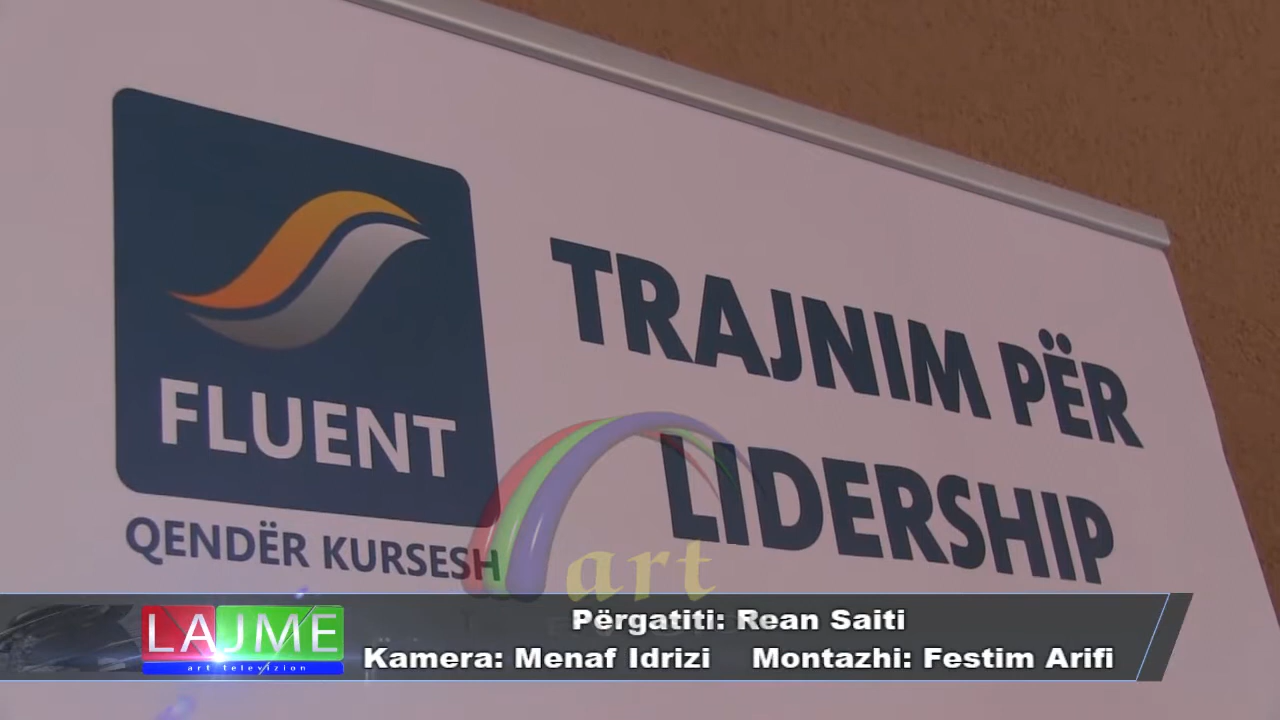 TRAJNIM PËR
LIDERSHIP
FLUENT
QENDËR KURSESH
art
LAJME
art televizion
Përgatiti: Rean Saiti
Kamera: Menaf Idrizi Montazhi: Festim Arifi